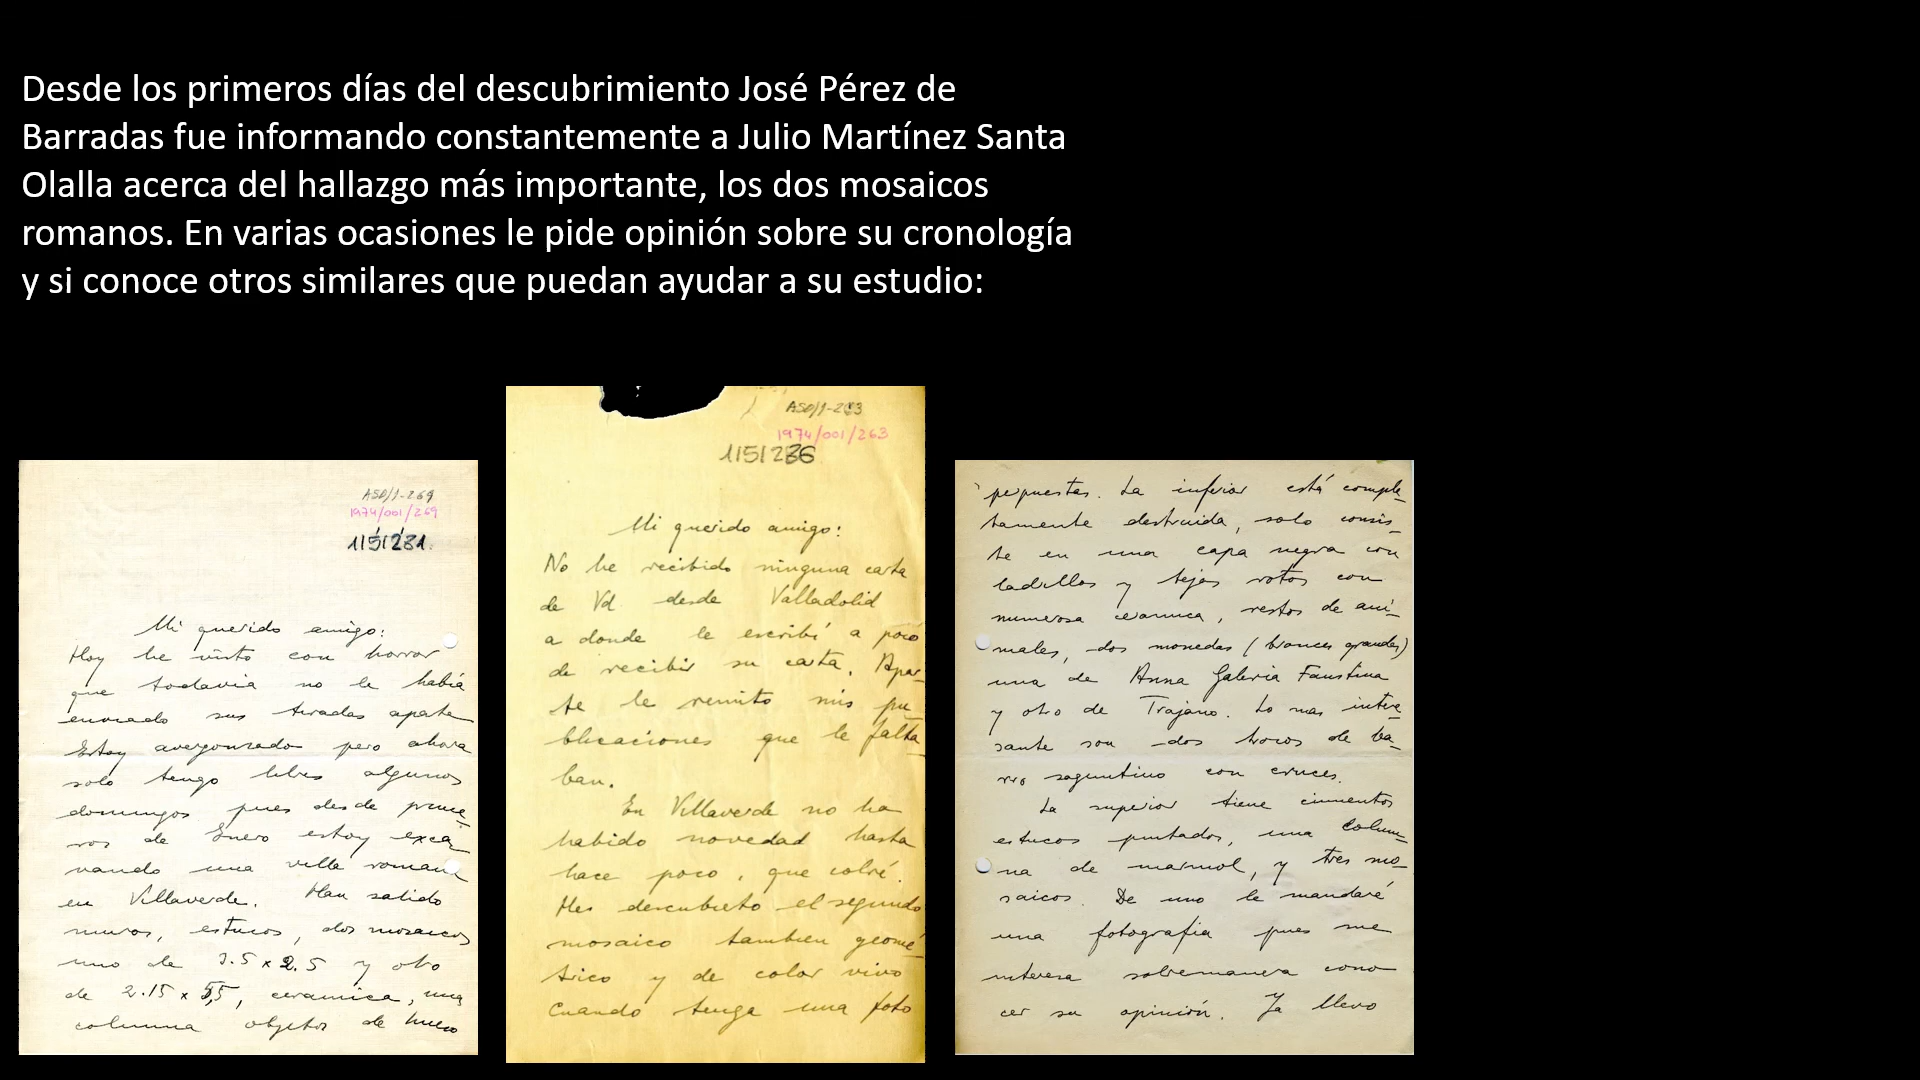 Desde los primeros días del descubrimiento José Pérez de
Barradas fue informando constantemente a Julio Martínez Santa
Olalla acerca del hallazgo más importante, los dos mosaicos
romanos. En varias ocasiones le pide opinión sobre su cronología
y si conoce otros similares que puedan ayudar a su estudio:
ASO/1-269
1974/001/269
115/231.
Mi querido amigo:
Hoy he visto con horror
que todavia no le había
enviado sus tiradas aparte
Estoy avergonzado pero ahora
solo tengo libres algunos
domingos pues desde prime-
ros de Enero estoy exca-
vando una villa romana
en Villaverde. Han salido
muros, estucos, dos mosaicos
uno de 3.5 x 2.5 y otro
de 2.15 x 5,5, ceramica, una
columna objetos de hueso
ASO/1-263
1974/001/263
115/236
Mi querido amigo:
No he recibido ninguna carta
de Vd desde Valladolid
a donde le escribí a poco
de recibir su carta. Apar-
te le remito mis pu
blicaciones que le falta-
ban.
En Villaverde no ha
habido novedad hasta
hace poco, que cobré.
Hes descubierto el segundo
mosaico tambien geomé-
trico y de color vivo
Cuando tenga una foto
perpuestas. La inferior está comple-
tamente destruida, solo consis-
te en una capa negra con
ladrillos y tejas rotos con
numerosa ceramica, restos de ani-
males, dos monedas (bronces grandes)
una de Anna Galeria Faustina
y otro de Trajano. Lo mas intere-
sante son dos trozos de ba-
rro saguntino con cruces.
La superior tiene cimientos
estucos pintados, una colum-
na de marmol, y tres mo-
saicos. De uno le mandaré
una fotografia pues me
interesa sobremanera cono
cer su opinión. Ya llevo